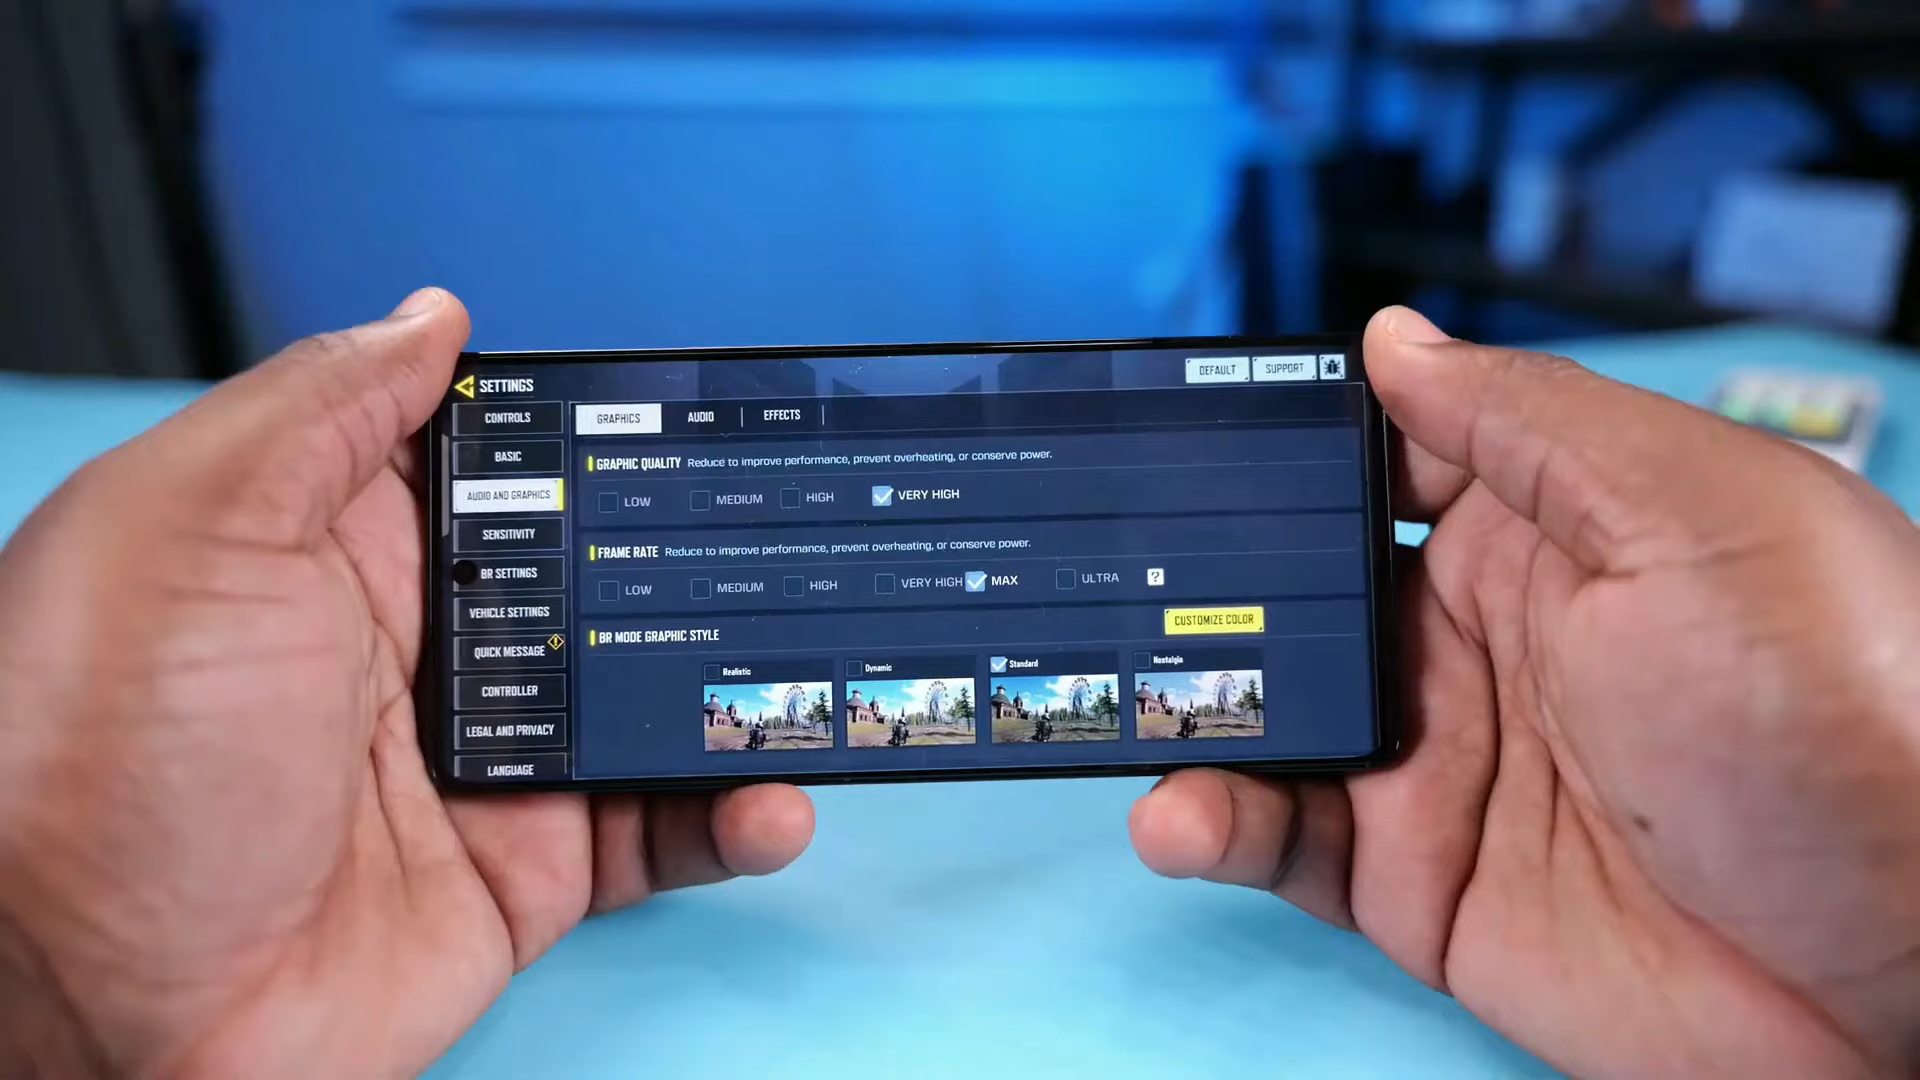 SETTINGS
DEFAULT
SUPPORT
CONTROLS
BASIC
AUDIO AND GRAPHICS
SENSITIVITY
BR SETTINGS
VEHICLE SETTINGS
QUICK MESSAGE
CONTROLLER
LEGAL AND PRIVACY
LANGUAGE
GRAPHICS
AUDIO
EFFECTS
GRAPHIC QUALITY Reduce to improve performance, prevent overheating, or conserve power.
LOW MEDIUM HIGH VERY HIGH
FRAME RATE Reduce to improve performance, prevent overheating, or conserve power.
LOW MEDIUM HIGH VERY HIGH MAX ULTRA ?
BR MODE GRAPHIC STYLE
CUSTOMIZE COLOR
Realistic Dynamic Standard Nostalgia